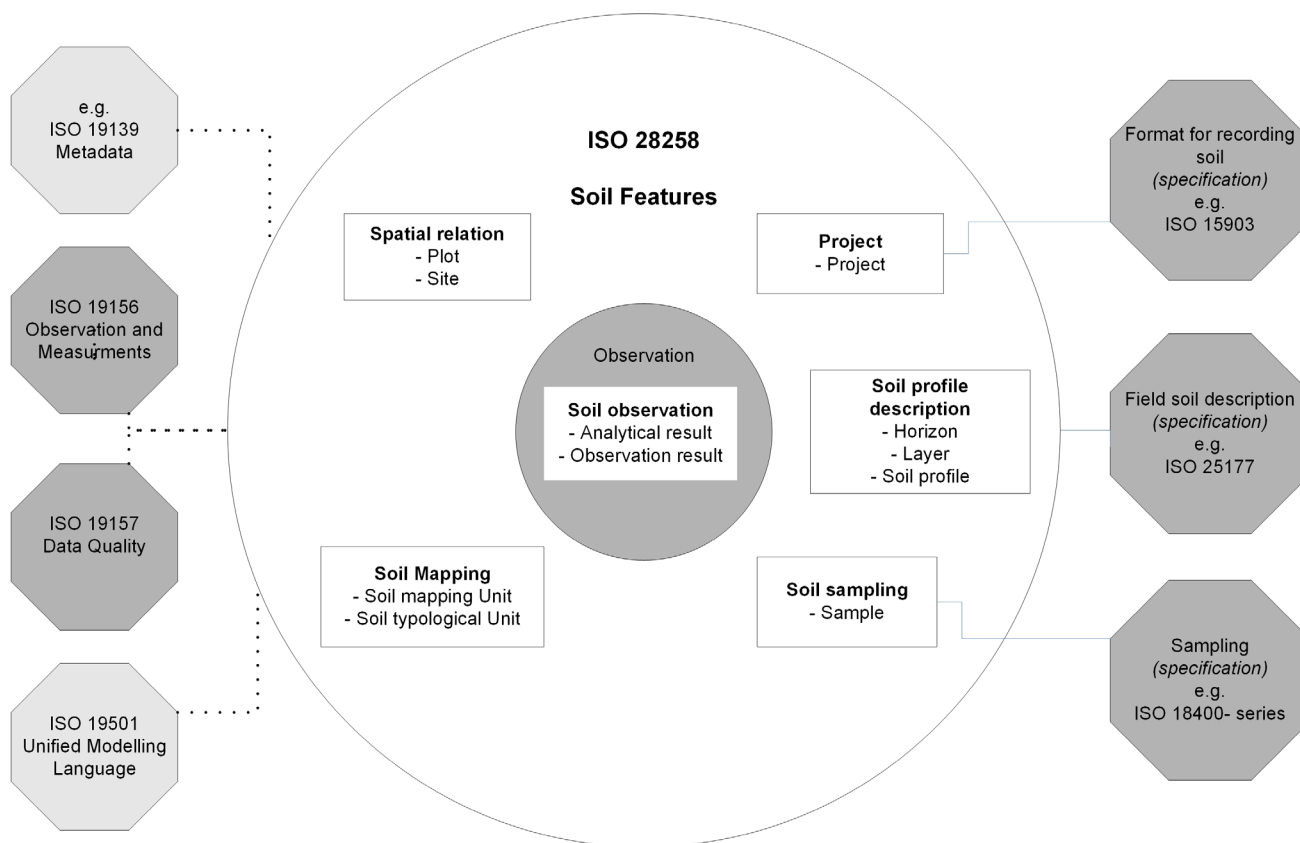 e.g.
ISO 19139
Metadata
ISO 19156
Observation and
Measurments
ISO 19157
Data Quality
ISO 19501
Unified Modelling
Language
ISO 28258
Soil Features
Spatial relation
- Plot
- Site
Project
- Project
Observation
Soil observation
- Analytical result
- Observation result
Soil profile
description
- Horizon
- Layer
- Soil profile
Soil Mapping
- Soil mapping Unit
- Soil typological Unit
Soil sampling
- Sample
Format for recording
soil
(specification)
e.g.
ISO 15903
Field soil description
(specification)
e.g.
ISO 25177
Sampling
(specification)
e.g.
ISO 18400- series